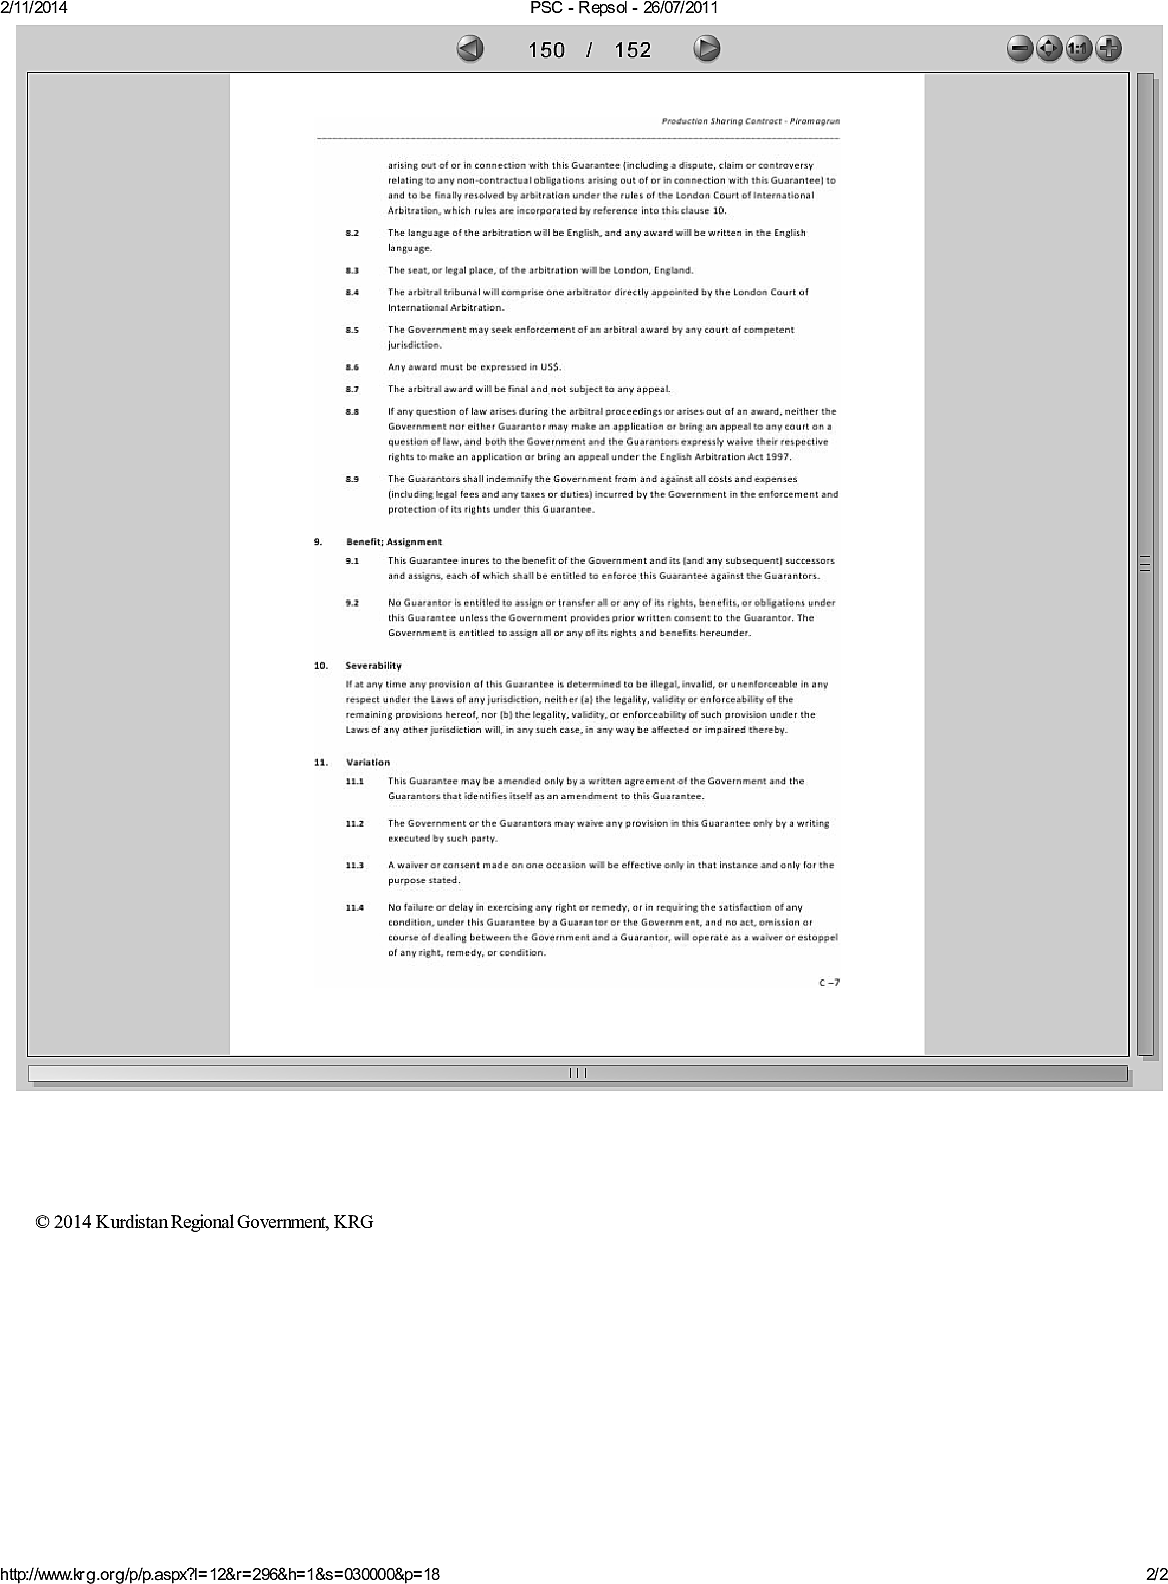 2/11/2014 PSC - Repsol - 26/07/2011
150 / 152
1:1
Production Sharing Contract - Piramagrun
arising out of or in connection with this Guarantee (including a dispute, claim or controversy
relating to any non-contractual obligations arising out of or in connection with this Guarantee) to
and to be finally resolved by arbitration under the rules of the London Court of International
Arbitration, which rules are incorporated by reference into this clause 10.
8.2 The language of the arbitration will be English, and any award will be written in the English
language.
8.3 The seat, or legal place, of the arbitration will be London, England.
8.4 The arbitral tribunal will comprise one arbitrator directly appointed by the London Court of
International Arbitration.
8.5 The Government may seek enforcement of an arbitral award by any court of competent
jurisdiction.
8.6 Any award must be expressed in US$.
8.7 The arbitral award will be final and not subject to any appeal.
8.8 If any question of law arises during the arbitral proceedings or arises out of an award, neither the
Government nor either Guarantor may make an application or bring an appeal to any court on a
question of law, and both the Government and the Guarantors expressly waive their respective
rights to make an application or bring an appeal under the English Arbitration Act 1997.
8.9 The Guarantors shall indemnify the Government from and against all costs and expenses
(including legal fees and any taxes or duties) incurred by the Government in the enforcement and
protection of its rights under this Guarantee.
9. Benefit; Assignment
9.1 This Guarantee inures to the benefit of the Government and its (and any subsequent) successors
and assigns, each of which shall be entitled to enforce this Guarantee against the Guarantors.
9.2 No Guarantor is entitled to assign or transfer all or any of its rights, benefits, or obligations under
this Guarantee unless the Government provides prior written consent to the Guarantor. The
Government is entitled to assign all or any of its rights and benefits hereunder.
10. Severability
If at any time any provision of this Guarantee is determined to be illegal, invalid, or unenforceable in any
respect under the Laws of any jurisdiction, neither (a) the legality, validity or enforceability of the
remaining provisions hereof, nor (b) the legality, validity, or enforceability of such provision under the
Laws of any other jurisdiction will, in any such case, in any way be affected or impaired thereby.
11. Variation
11.1 This Guarantee may be amended only by a written agreement of the Government and the
Guarantors that identifies itself as an amendment to this Guarantee.
11.2 The Government or the Guarantors may waive any provision in this Guarantee only by a writing
executed by such party.
11.3 A waiver or consent made on one occasion will be effective only in that instance and only for the
purpose stated.
11.4 No failure or delay in exercising any right or remedy, or in requiring the satisfaction of any
condition, under this Guarantee by a Guarantor or the Government, and no act, omission or
course of dealing between the Government and a Guarantor, will operate as a waiver or estoppel
of any right, remedy, or condition.
C –7
© 2014 Kurdistan Regional Government, KRG
http://www.krg.org/p/p.aspx?l=12&r=296&h=1&s=030000&p=18 2/2